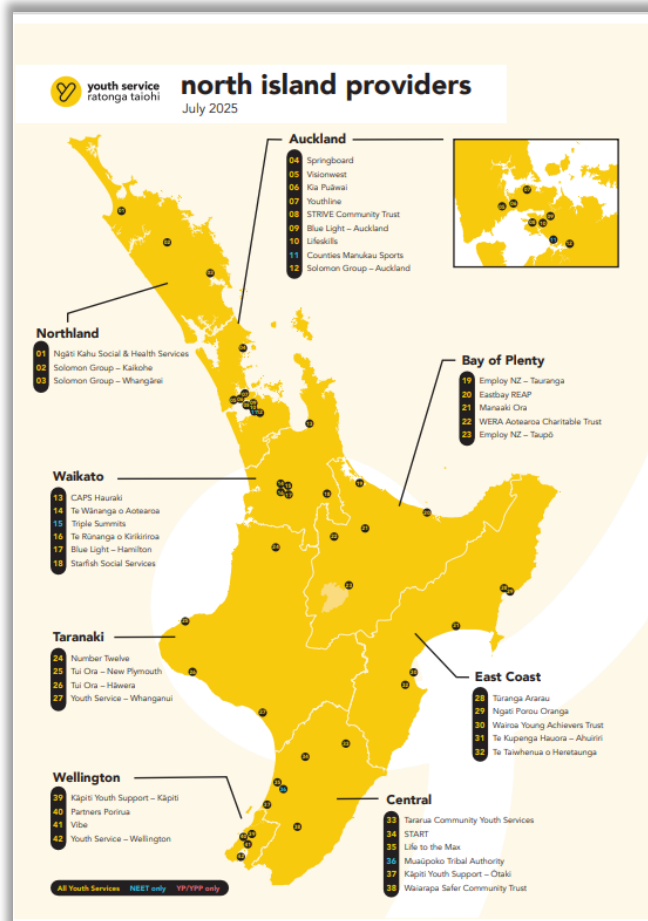 youth service
ratonga taiohi
north island providers
July 2025
Auckland
04 Springboard
05 Visionwest
06 Kia Puāwai
07 Youthline
08 STRIVE Community Trust
09 Blue Light – Auckland
10 Lifeskills
11 Counties Manukau Sports
12 Solomon Group – Auckland
Northland
01 Ngāti Kahu Social & Health Services
02 Solomon Group – Kaikohe
03 Solomon Group – Whangārei
Bay of Plenty
19 Employ NZ – Tauranga
20 Eastbay REAP
21 Manaaki Ora
22 WERA Aotearoa Charitable Trust
23 Employ NZ – Taupō
Waikato
13 CAPS Hauraki
14 Te Wānanga o Aotearoa
15 Triple Summits
16 Te Rūnanga o Kirikiriroa
17 Blue Light – Hamilton
18 Starfish Social Services
Taranaki
24 Number Twelve
25 Tui Ora – New Plymouth
26 Tui Ora – Hāwera
27 Youth Service – Whanganui
East Coast
28 Tūranga Ararau
29 Ngati Porou Oranga
30 Wairoa Young Achievers Trust
31 Te Kupenga Hauora – Ahuiriri
32 Te Taiwhenua o Heretaunga
Wellington
39 Kāpiti Youth Support – Kāpiti
40 Partners Porirua
41 Vibe
42 Youth Service – Wellington
Central
33 Tararua Community Youth Services
34 START
35 Life to the Max
36 Muaūpoko Tribal Authority
37 Kāpiti Youth Support – Ōtaki
38 Waiarapa Safer Community Trust
All Youth Services NEET only YP/YPP only